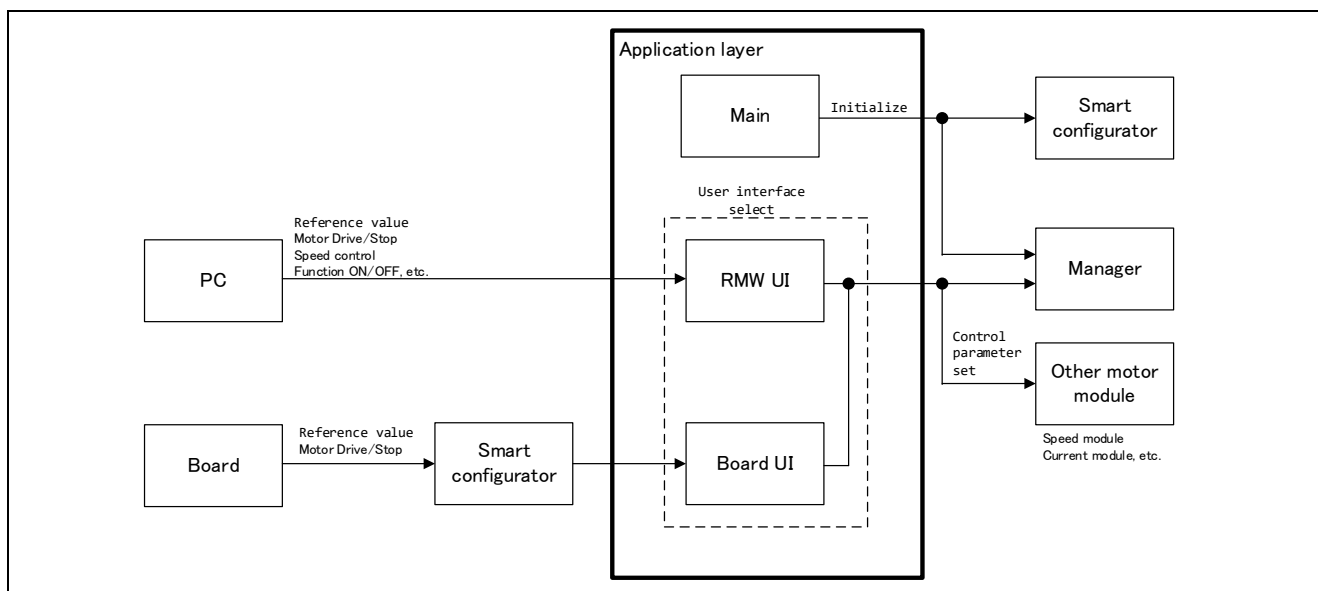 Application layer
Main
Initialize
Smart
configurator
User interface
select
Reference value
Motor Drive/Stop
Speed control
Function ON/OFF, etc.
PC
RMW UI
Manager
Control
parameter
set
Other motor
module
Speed module
Current module, etc.
Board
Reference value
Motor Drive/Stop
Smart
configurator
Board UI